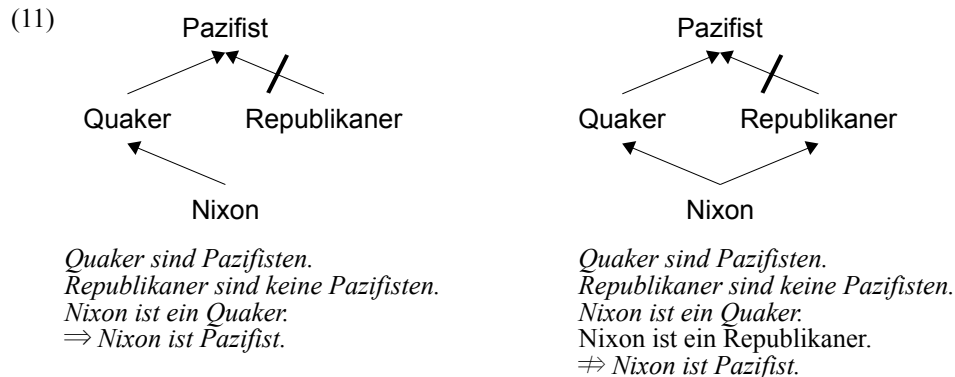 (11)
Pazifist
Quaker Republikaner
Nixon
Quaker sind Pazifisten.
Republikaner sind keine Pazifisten.
Nixon ist ein Quaker.
⇒ Nixon ist Pazifist.
Pazifist
Quaker Republikaner
Nixon
Quaker sind Pazifisten.
Republikaner sind keine Pazifisten.
Nixon ist ein Quaker.
Nixon ist ein Republikaner.
⇏ Nixon ist Pazifist.